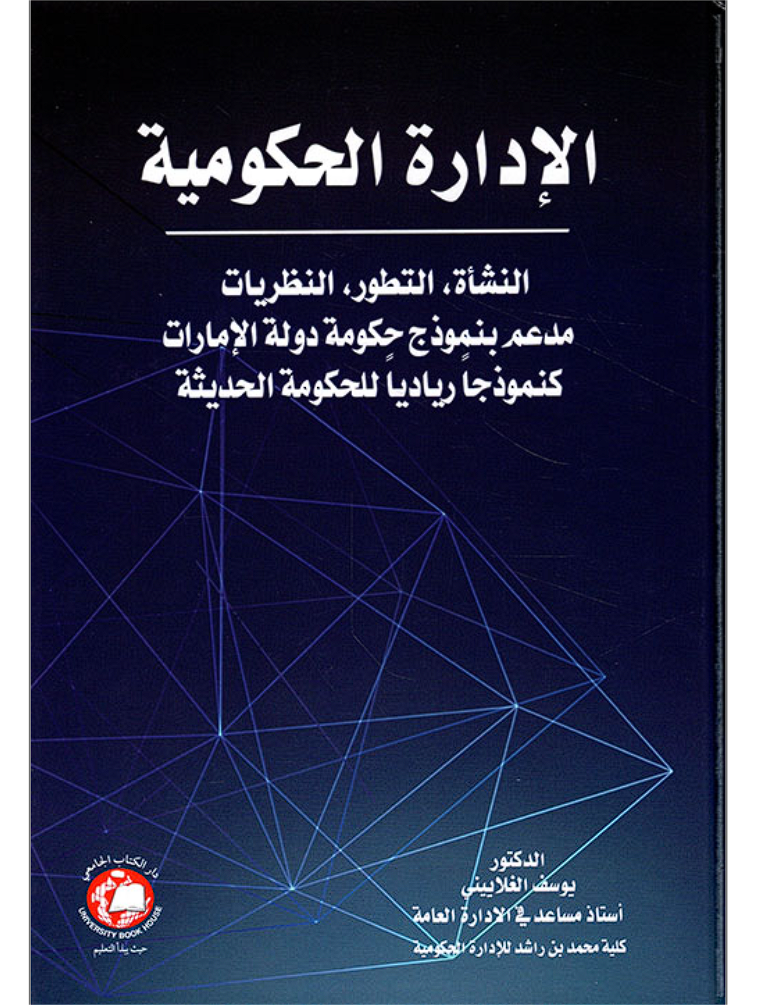 الإدارة الحكومية
النشأة، التطور، النظريات
مدعم بنموذج حكومة دولة الإمارات
كنموذجاً ريادياً للحكومة الحديثة
الدكتور
يوسف الغلاييني
أستاذ مساعد في الادارة العامة
كلية محمد بن راشد للإدارة الحكومية
دار الكتاب الجامعي
UNIVERSITY BOOK HOUSE
حيث يبدأ التعليم